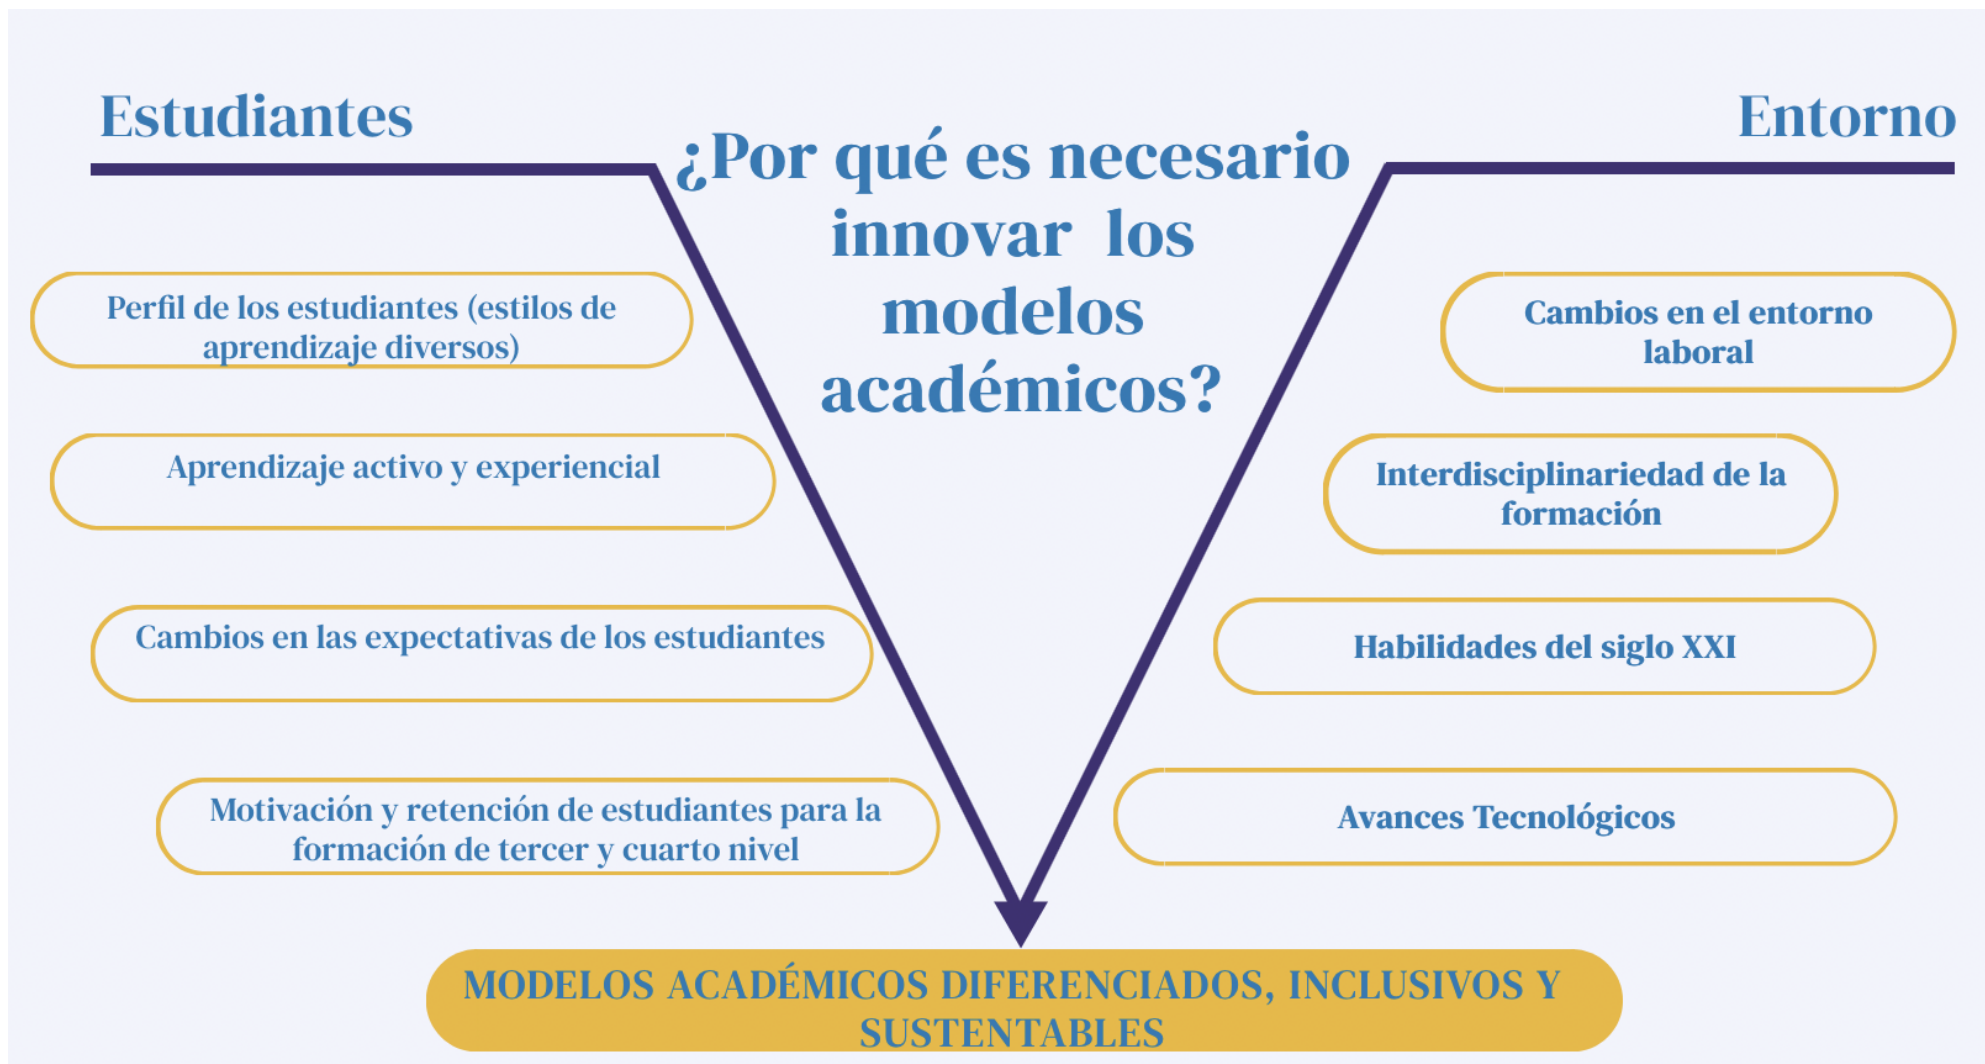 Estudiantes
Entorno
¿Por qué es necesario
innovar los
modelos
académicos?
Perfil de los estudiantes (estilos de
aprendizaje diversos)
Aprendizaje activo y experiencial
Cambios en las expectativas de los estudiantes
Motivación y retención de estudiantes para la
formación de tercer y cuarto nivel
Cambios en el entorno
laboral
Interdisciplinariedad de la
formación
Habilidades del siglo XXI
Avances Tecnológicos
MODELOS ACADÉMICOS DIFERENCIADOS, INCLUSIVOS Y
SUSTENTABLES